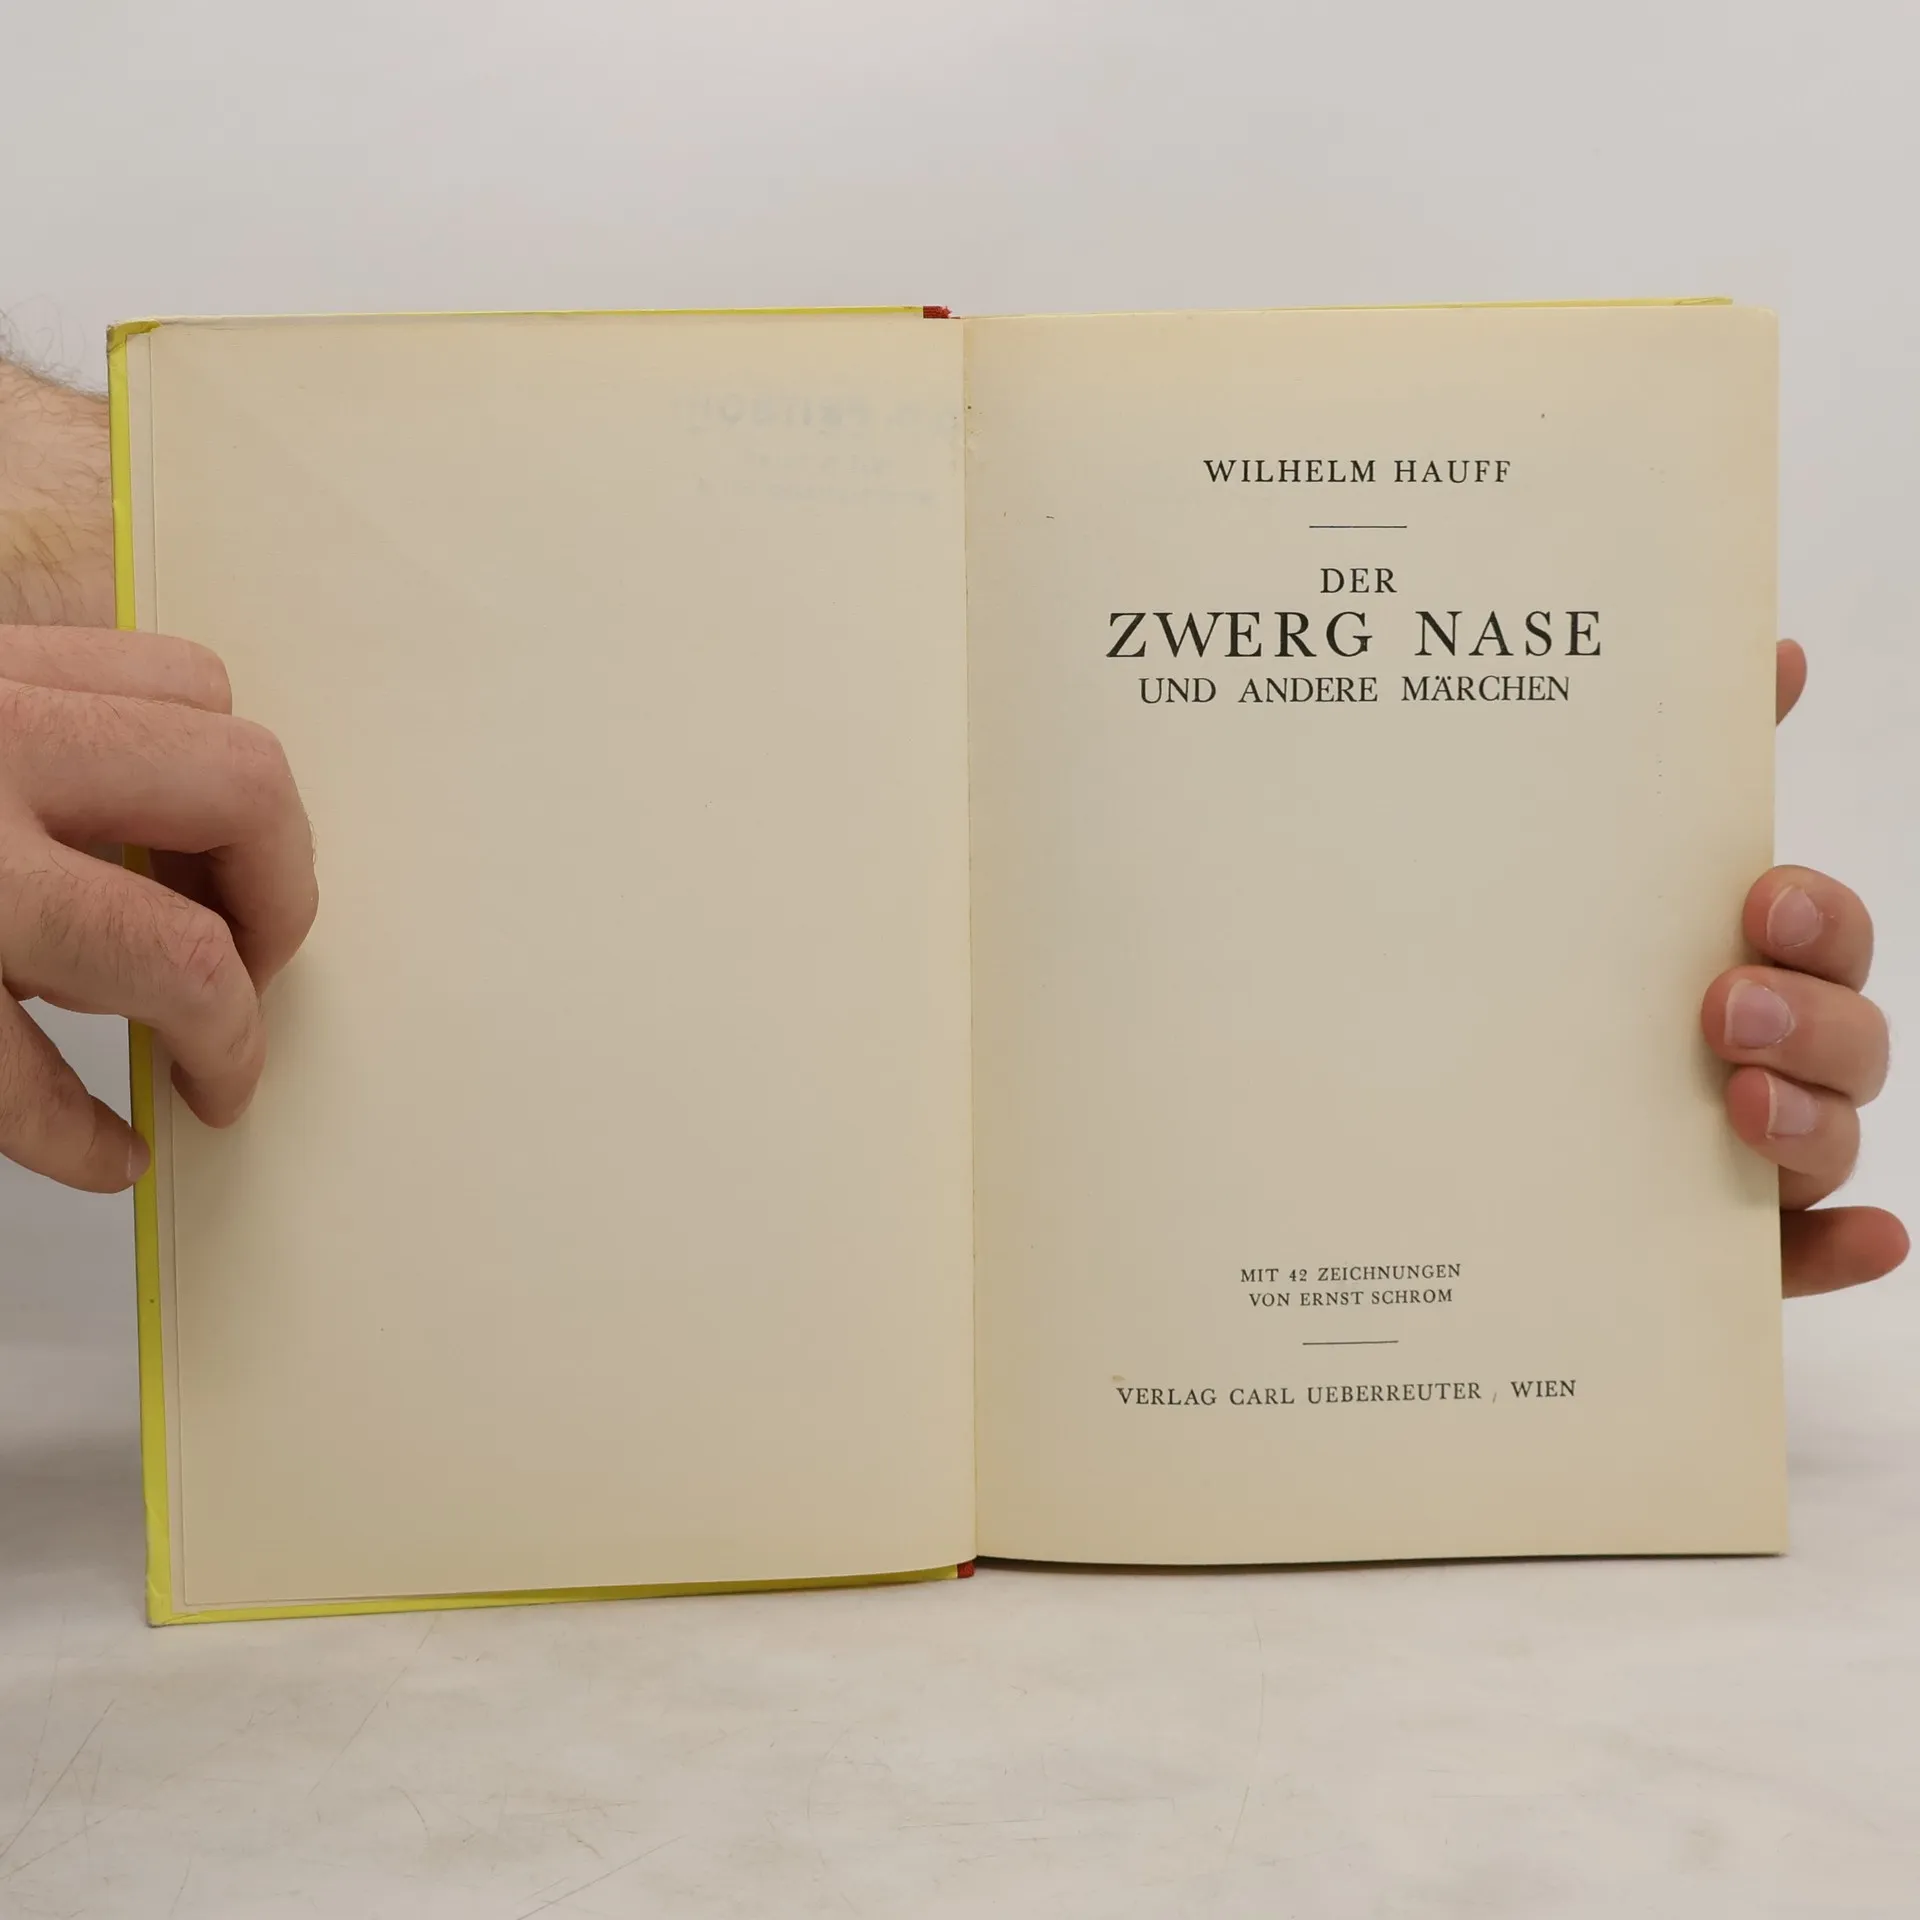 WILHELM HAUFF
DER
ZWERG NASE
UND ANDERE MÄRCHEN
MIT 42 ZEICHNUNGEN
VON ERNST SCHROM
VERLAG CARL UEBERREUTER, WIEN